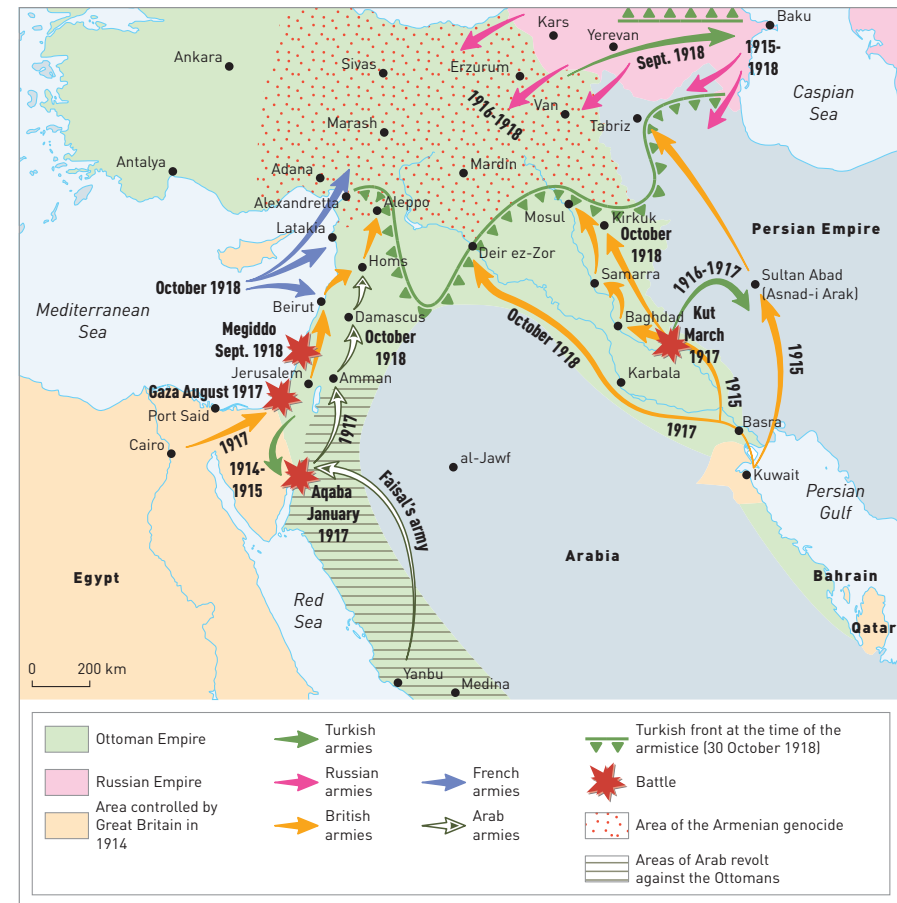 Kars
Baku
Yerevan
Ankara
Sivas
Erzurum
Sept. 1918
1915-
1918
Caspian
Sea
1916-1918
Van
Marash
Tabriz
Antalya
Adana
Mardin
Alexandretta
Aleppo
Mosul
Kirkuk
Latakia
October
1918
Persian Empire
Deir ez-Zor
Homs
1916-1917
Samarra
Sultan Abad
(Asnad-i Arak)
October 1918
Mediterranean
Sea
Beirut
Damascus
October 1918
Baghdad
Kut
March
1917
Megiddo
Sept. 1918
October
1918
Jerusalem
Amman
Karbala
1915
1915
Gaza August 1917
Port Said
1917
1917
Basra
Cairo
1917
1914-
1915
al-Jawf
Kuwait
Aqaba
January
1917
Faisal's army
Persian
Gulf
Arabia
Egypt
Red
Sea
Bahrain
Qatar
0 200 km
Yanbu
Medina
Ottoman Empire
Turkish
armies
Turkish front at the time of the
armistice (30 October 1918)
Russian Empire
Russian
armies
French
armies
Battle
Area controlled by
Great Britain in
1914
British
armies
Arab
armies
Area of the Armenian genocide
Areas of Arab revolt
against the Ottomans